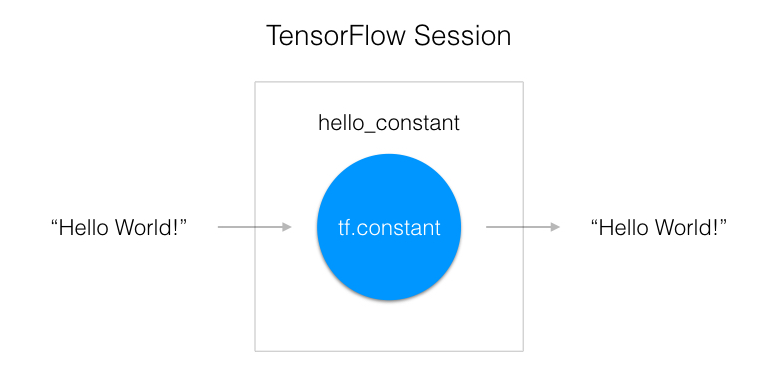 TensorFlow Session
hello_constant
“Hello World!”
tf.constant
“Hello World!”